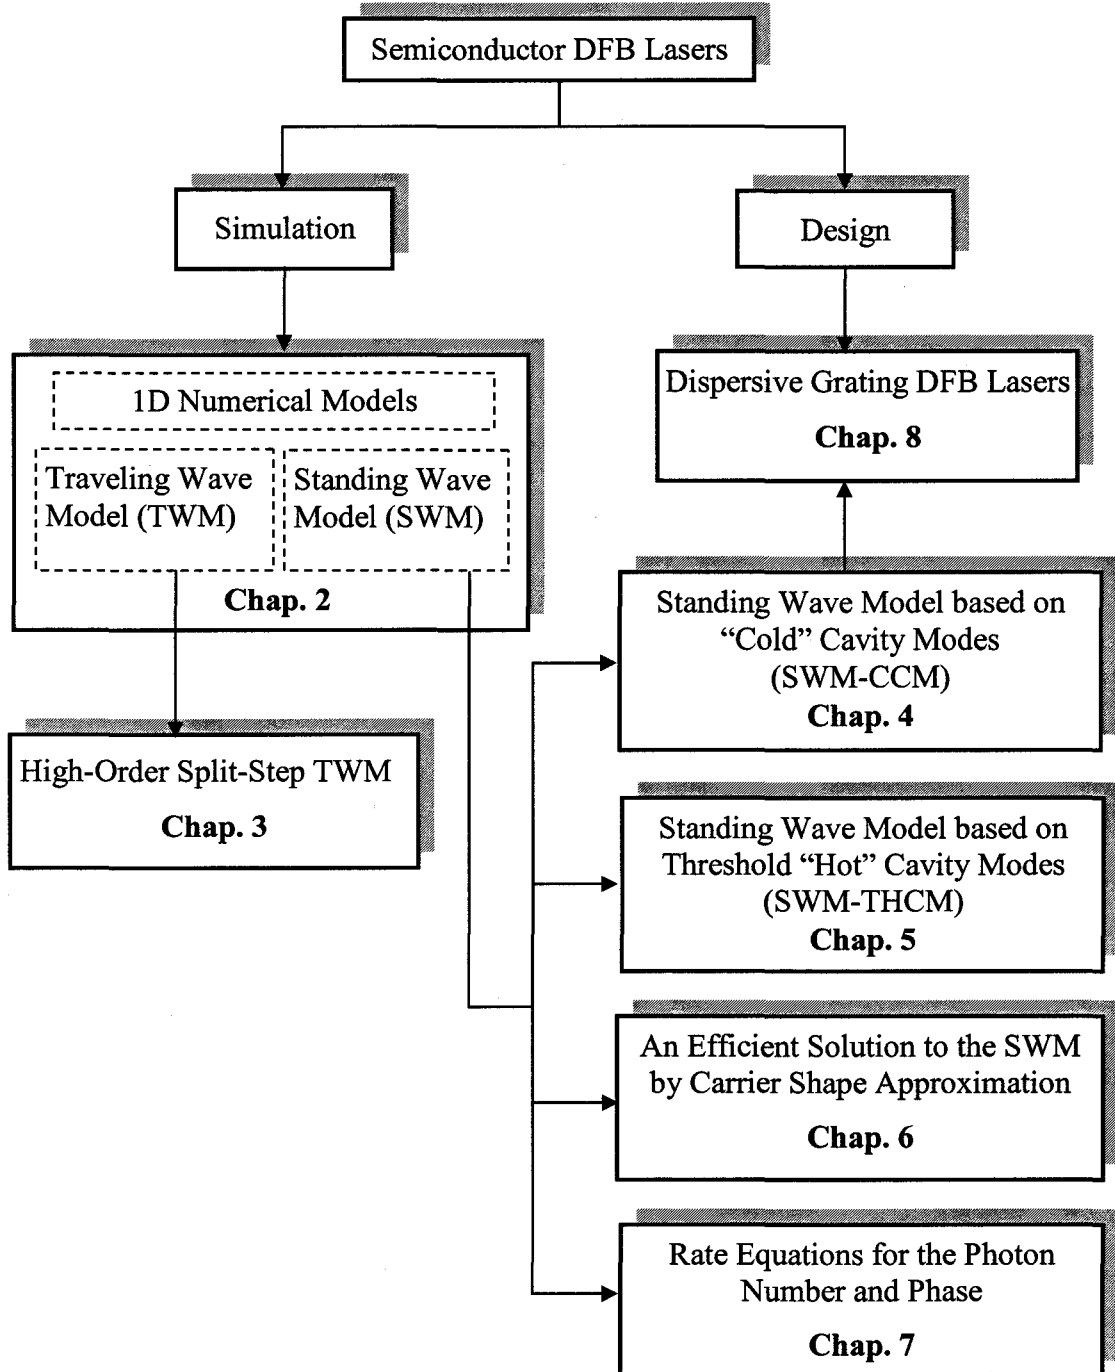 Semiconductor DFB Lasers
Simulation
Design
1D Numerical Models
Traveling Wave
Model (TWM)
Standing Wave
Model (SWM)
Chap. 2
Dispersive Grating DFB Lasers
Chap. 8
High-Order Split-Step TWM
Chap. 3
Standing Wave Model based on
“Cold” Cavity Modes
(SWM-CCM)
Chap. 4
Standing Wave Model based on
Threshold “Hot” Cavity Modes
(SWM-THCM)
Chap. 5
An Efficient Solution to the SWM
by Carrier Shape Approximation
Chap. 6
Rate Equations for the Photon
Number and Phase
Chap. 7